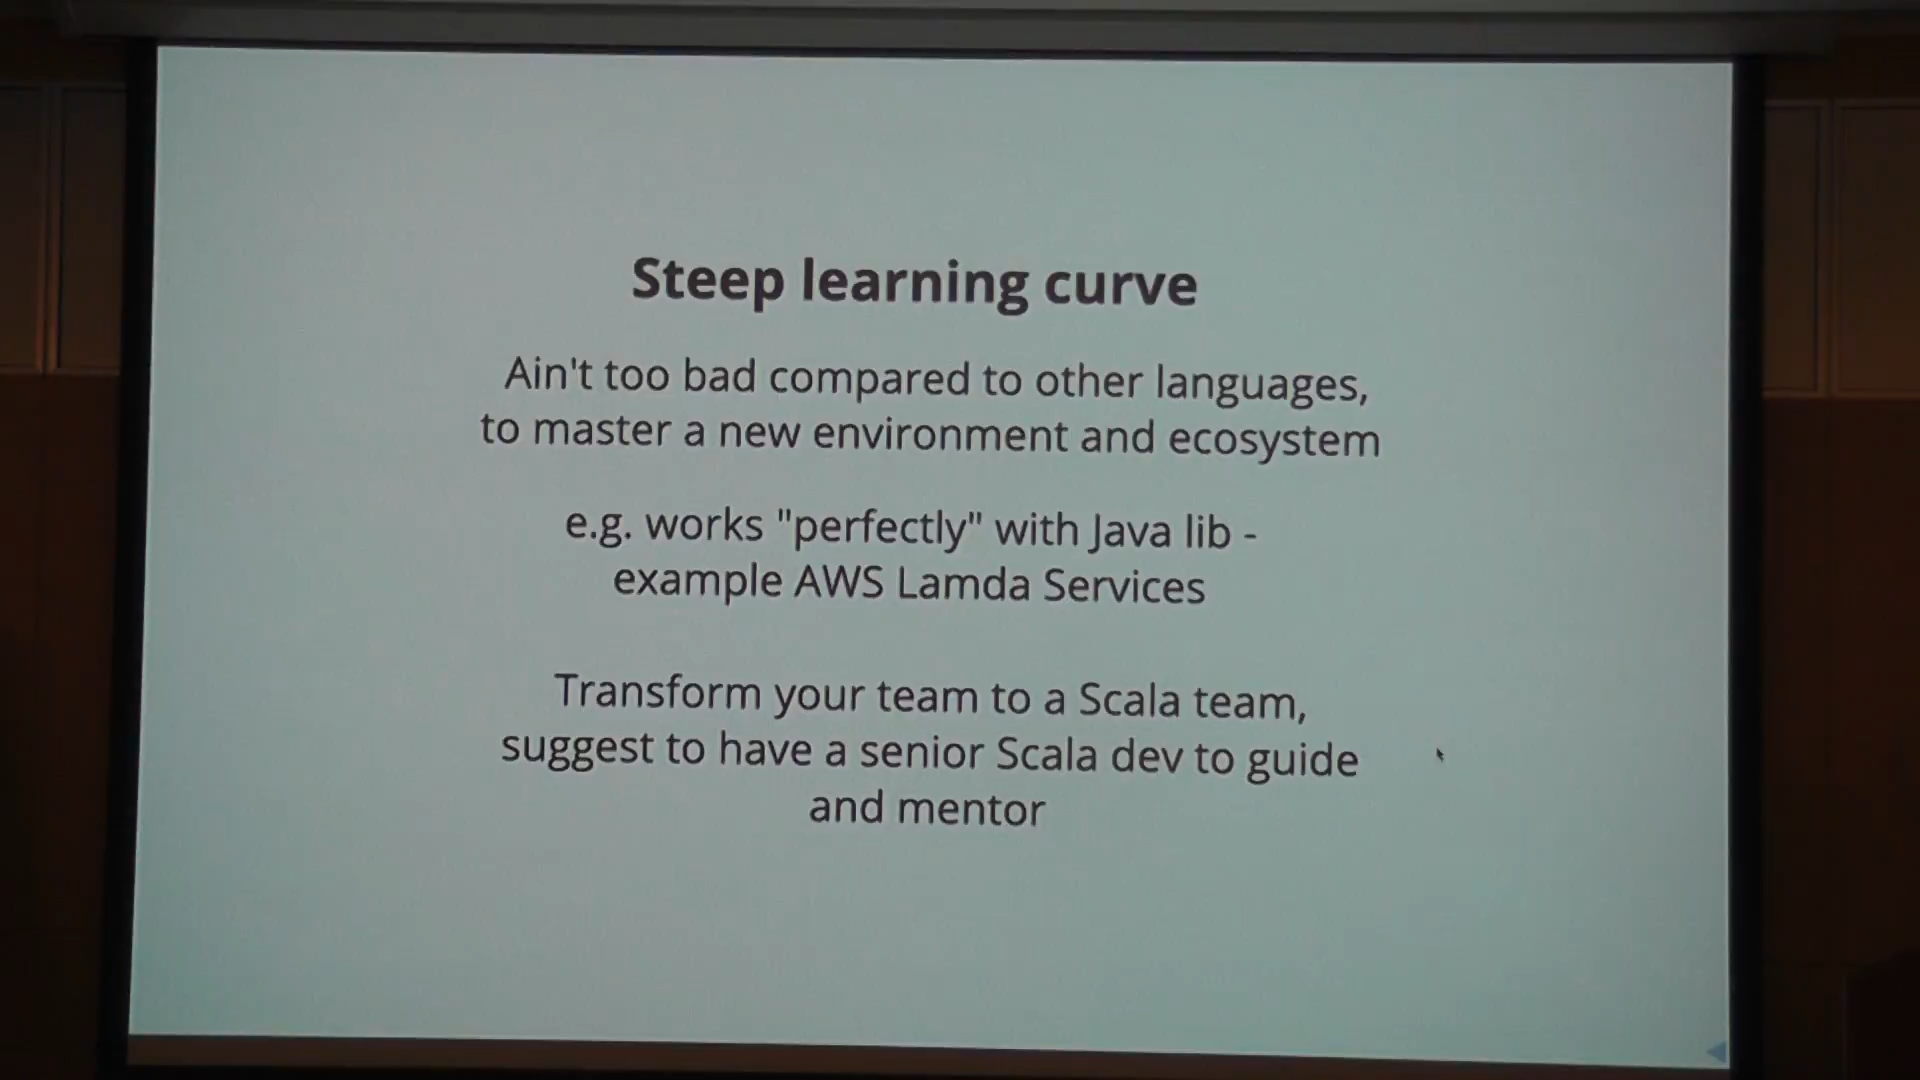 Steep learning curve
Ain't too bad compared to other languages,
to master a new environment and ecosystem
e.g. works "perfectly" with Java lib -
example AWS Lamda Services
Transform your team to a Scala team,
suggest to have a senior Scala dev to guide
and mentor